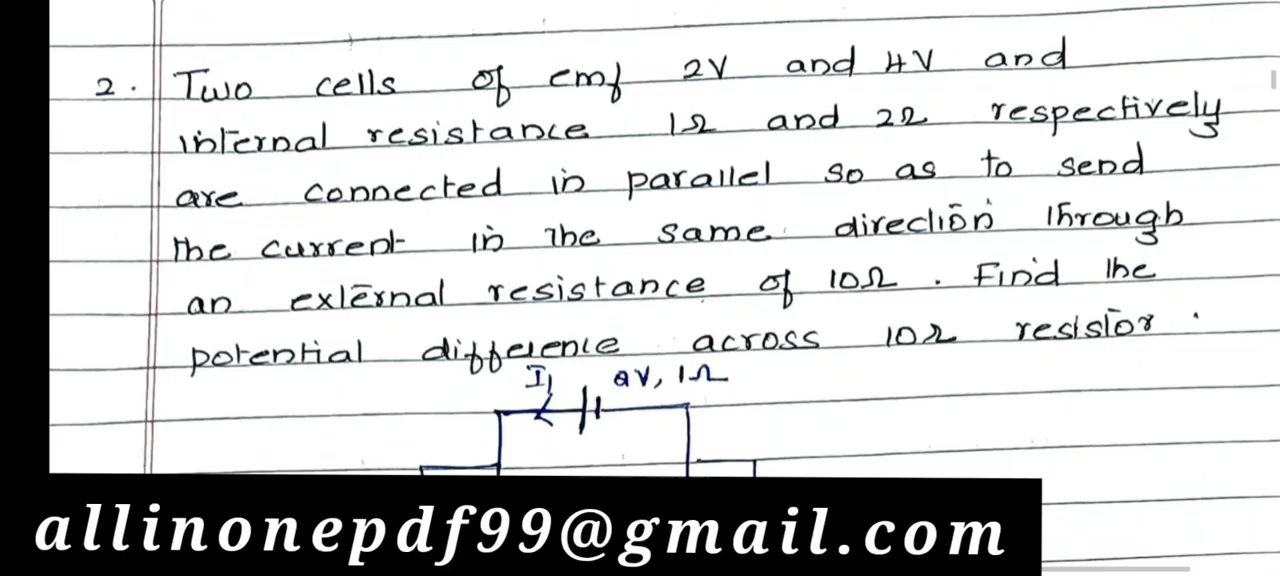 2. Two cells of emf 2V and 4V and
internal resistance 1Ω and 2Ω respectively
are connected in parallel so as to send
the current in the same direction through
an external resistance of 10Ω. Find the
potential difference across 10Ω resistor.
I₁ 2V, 1Ω
allinonepdf99@gmail.com